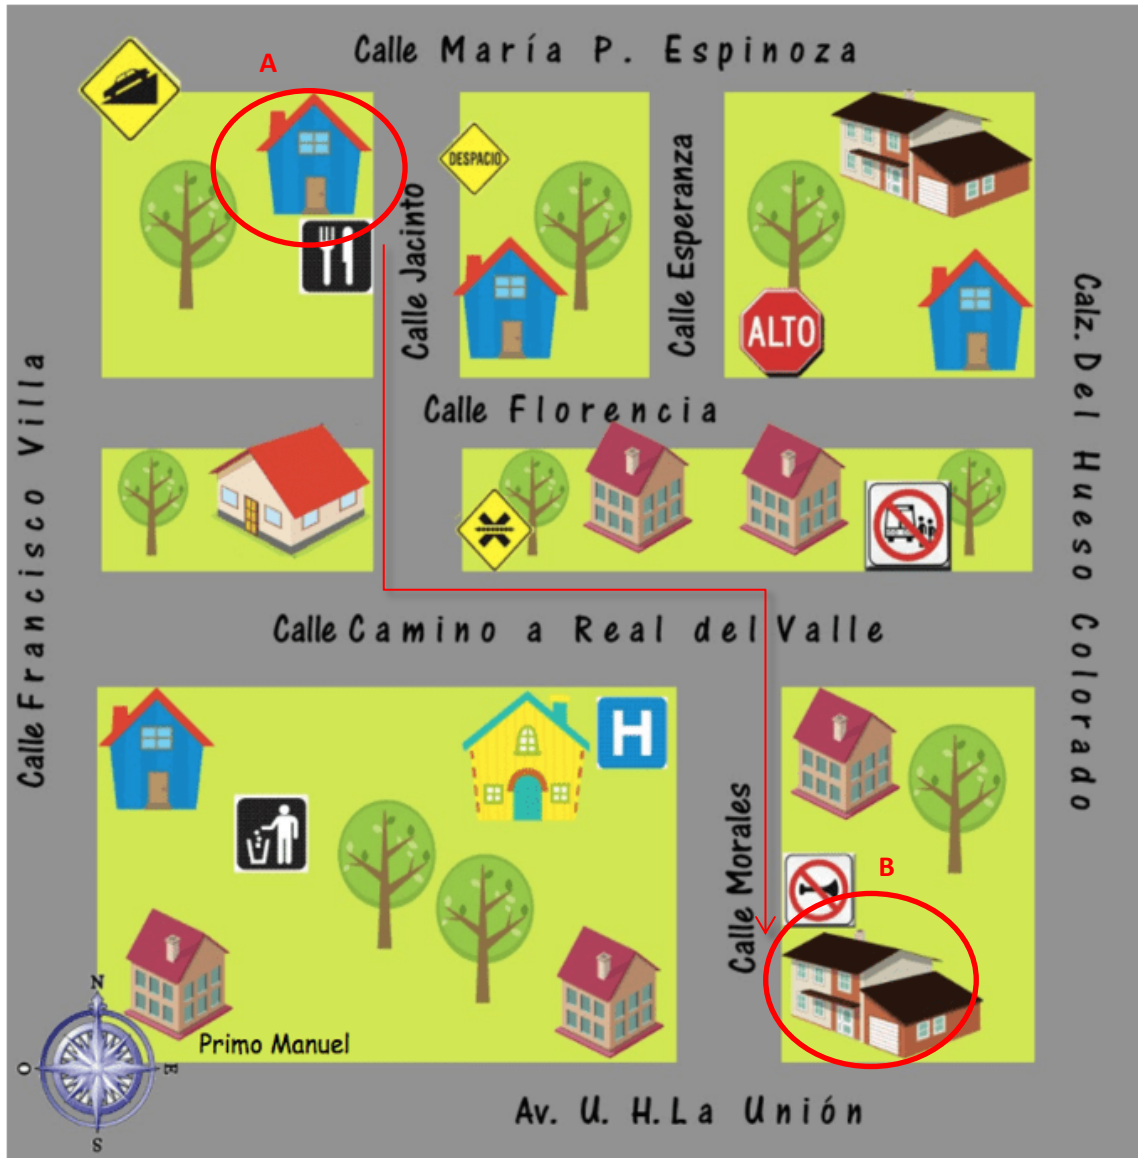 Calle María P. Espinoza
A
DESPACIO
Calle Jacinto
Calle Esperanza
ALTO
Calle Florencia
Calle Francisco Villa
Calz. Del Hueso Colorado
Calle Camino a Real del Valle
H
Calle Morales
B
Primo Manuel
N
O
E
S
Av. U. H. La Unión